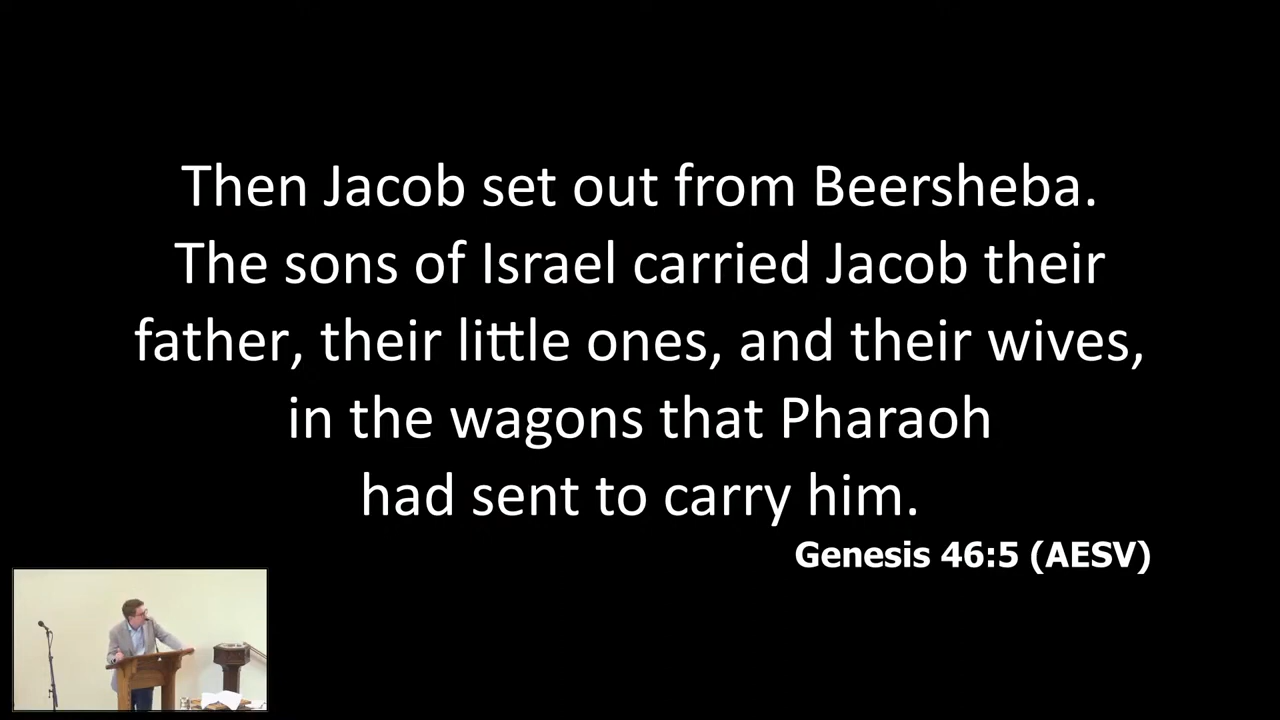 Then Jacob set out from Beersheba.
The sons of Israel carried Jacob their
father, their little ones, and their wives,
in the wagons that Pharaoh
had sent to carry him.
Genesis 46:5 (AESV)